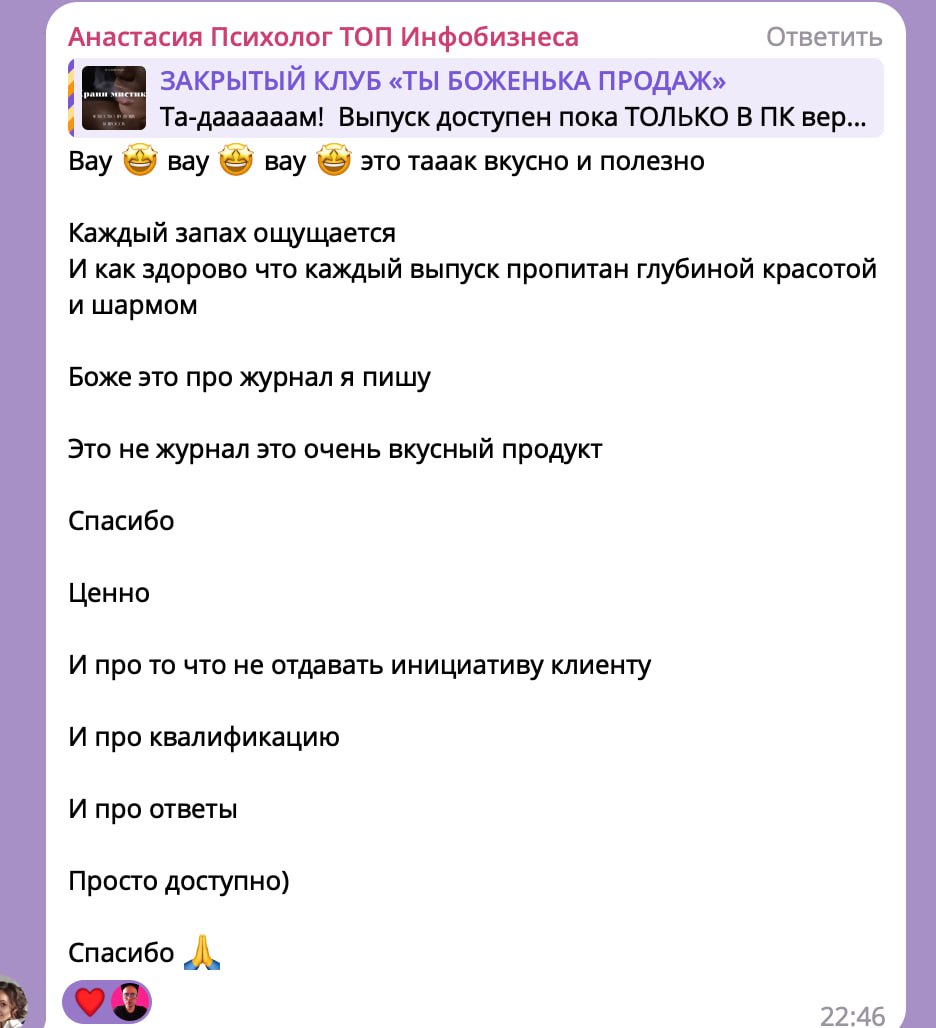 Анастасия Психолог ТОП Инфобизнеса Ответить
ЗАКРЫТЫЙ КЛУБ «ТЫ БОЖЕНЬКА ПРОДАЖ»
Та-даааааам! Выпуск доступен пока ТОЛЬКО В ПК вер...
Вау 🤩 вау 🤩 вау 🤩 это тааак вкусно и полезно
Каждый запах ощущается
И как здорово что каждый выпуск пропитан глубиной красотой
и шармом
Боже это про журнал я пишу
Это не журнал это очень вкусный продукт
Спасибо
Ценно
И про то что не отдавать инициативу клиенту
И про квалификацию
И про ответы
Просто доступно)
Спасибо 🙏
22:46